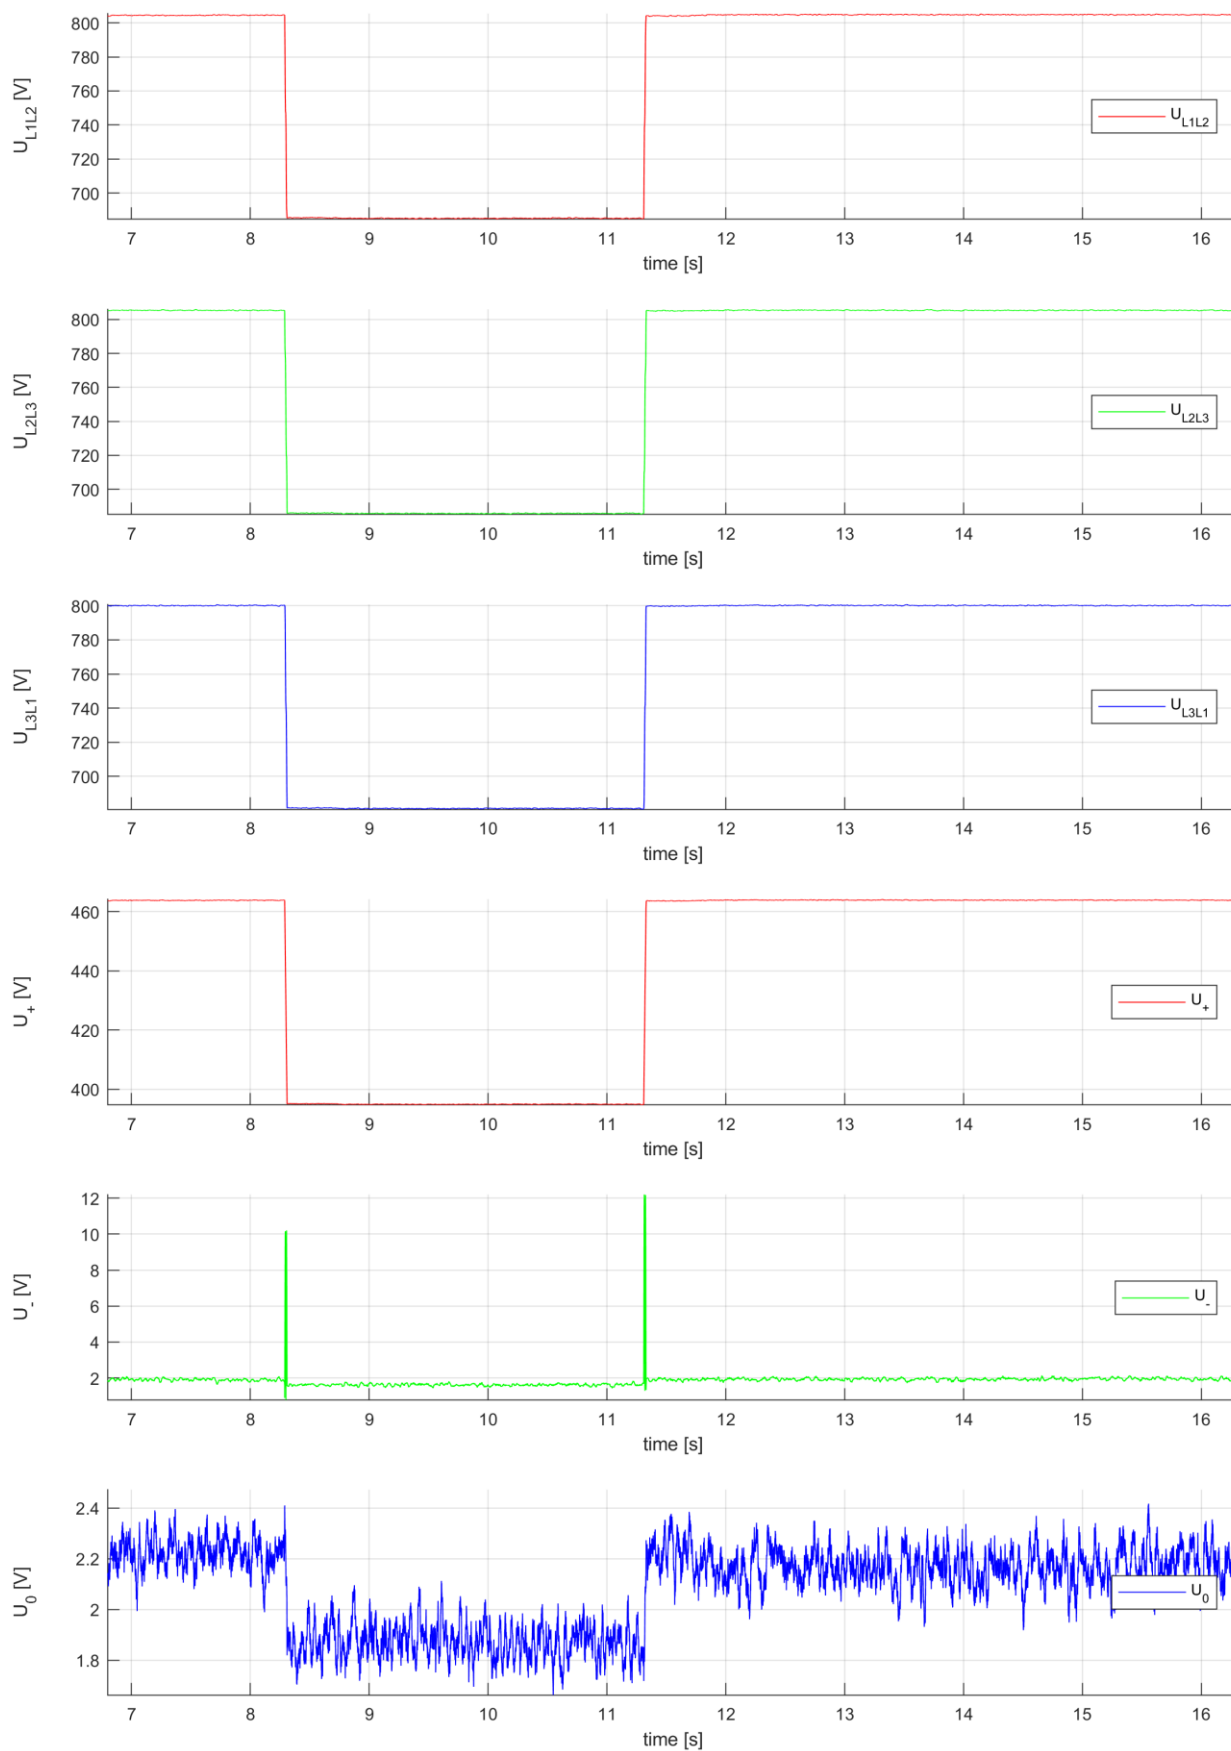 U_L1L2 [V]
800
780
760
740
720
700
U_L1L2
7 8 9 10 11 12 13 14 15 16
time [s]
U_L2L3 [V]
800
780
760
740
720
700
U_L2L3
7 8 9 10 11 12 13 14 15 16
time [s]
U_L3L1 [V]
800
780
760
740
720
700
U_L3L1
7 8 9 10 11 12 13 14 15 16
time [s]
U_+ [V]
460
440
420
400
U_+
7 8 9 10 11 12 13 14 15 16
time [s]
U_- [V]
12
10
8
6
4
2
U_-
7 8 9 10 11 12 13 14 15 16
time [s]
U_0 [V]
2.4
2.2
2
1.8
U_0
7 8 9 10 11 12 13 14 15 16
time [s]